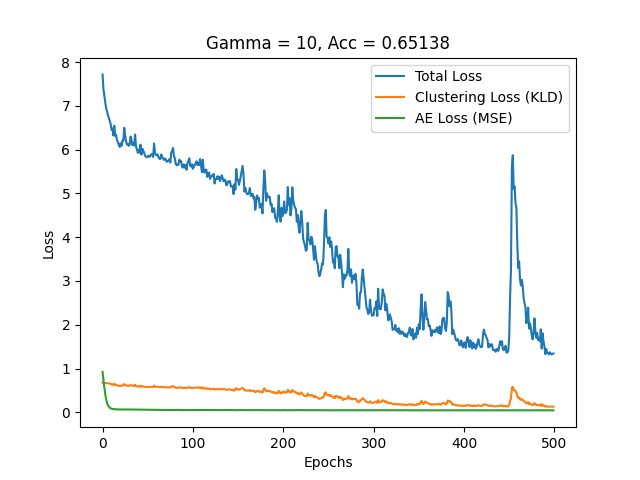 Gamma = 10, Acc = 0.65138
Total Loss
Clustering Loss (KLD)
AE Loss (MSE)
8
7
6
5
4
3
2
1
0
Loss
0 100 200 300 400 500
Epochs